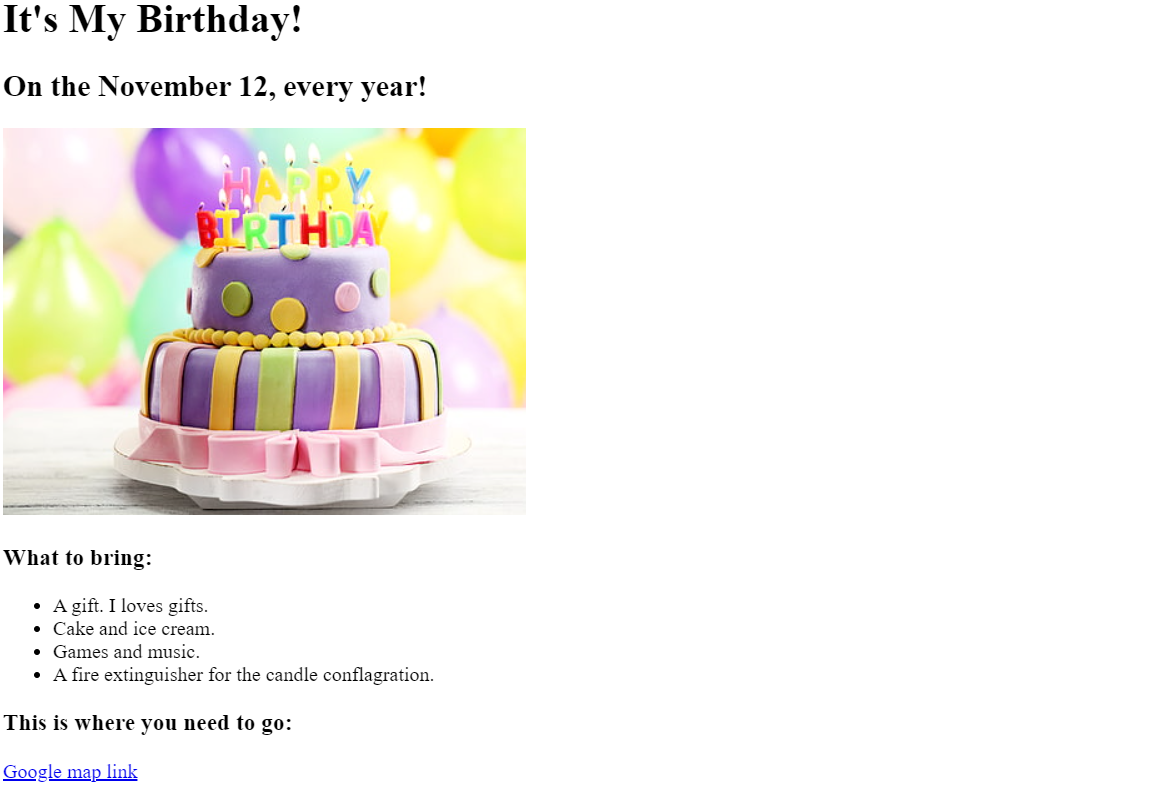 It's My Birthday!
On the November 12, every year!
HAPPY
BIRTHDAY
What to bring:
A gift. I loves gifts.
Cake and ice cream.
Games and music.
A fire extinguisher for the candle conflagration.
This is where you need to go:
Google map link